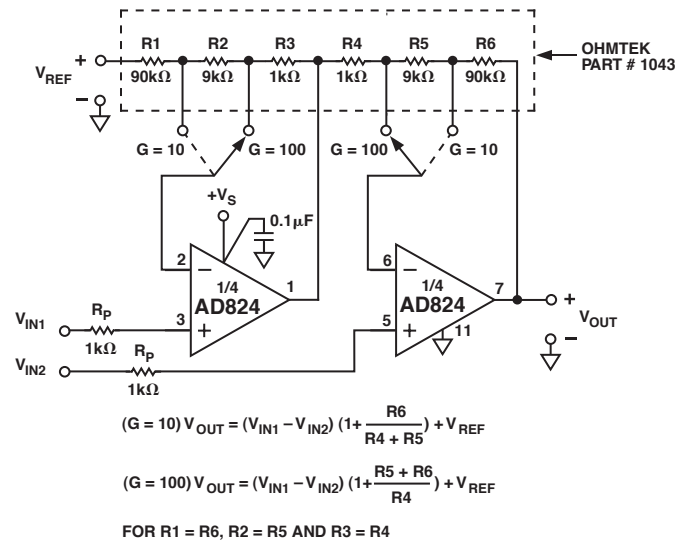 R1 R2 R3 R4 R5 R6
90kΩ 9kΩ 1kΩ 1kΩ 9kΩ 90kΩ
OHMTEK
PART # 1043
+
V_REF
−
G = 10 G = 100 G = 100 G = 10
+V_S
0.1μF
2 − 1/4 AD824 1
3 +
6 − 1/4 AD824 7
5 + 11
V_IN1 R_P
1kΩ
V_IN2 R_P
1kΩ
+
V_OUT
−
(G = 10) V_OUT = (V_IN1 – V_IN2) (1+ R6 / R4 + R5) + V_REF
(G = 100) V_OUT = (V_IN1 – V_IN2) (1+ R5 + R6 / R4) + V_REF
FOR R1 = R6, R2 = R5 AND R3 = R4